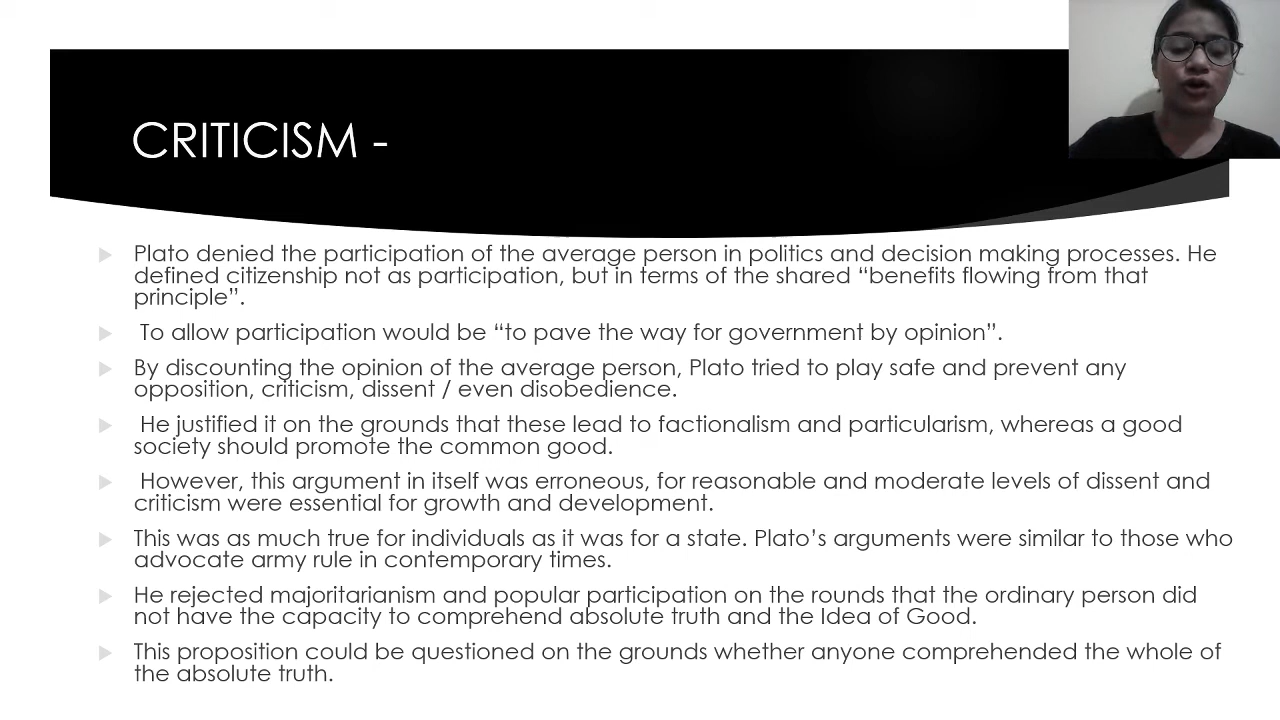 CRITICISM -
Plato denied the participation of the average person in politics and decision making processes. He
defined citizenship not as participation, but in terms of the shared “benefits flowing from that
principle”.
To allow participation would be “to pave the way for government by opinion”.
By discounting the opinion of the average person, Plato tried to play safe and prevent any
opposition, criticism, dissent / even disobedience.
He justified it on the grounds that these lead to factionalism and particularism, whereas a good
society should promote the common good.
However, this argument in itself was erroneous, for reasonable and moderate levels of dissent and
criticism were essential for growth and development.
This was as much true for individuals as it was for a state. Plato’s arguments were similar to those who
advocate army rule in contemporary times.
He rejected majoritarianism and popular participation on the rounds that the ordinary person did
not have the capacity to comprehend absolute truth and the Idea of Good.
This proposition could be questioned on the grounds whether anyone comprehended the whole of
the absolute truth.